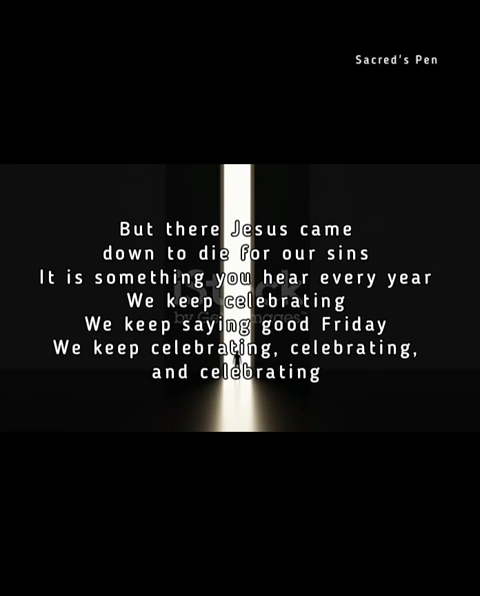 Sacred's Pen
But there Jesus came
down to die for our sins
It is something you hear every year
We keep celebrating
We keep saying good Friday
We keep celebrating, celebrating,
and celebrating